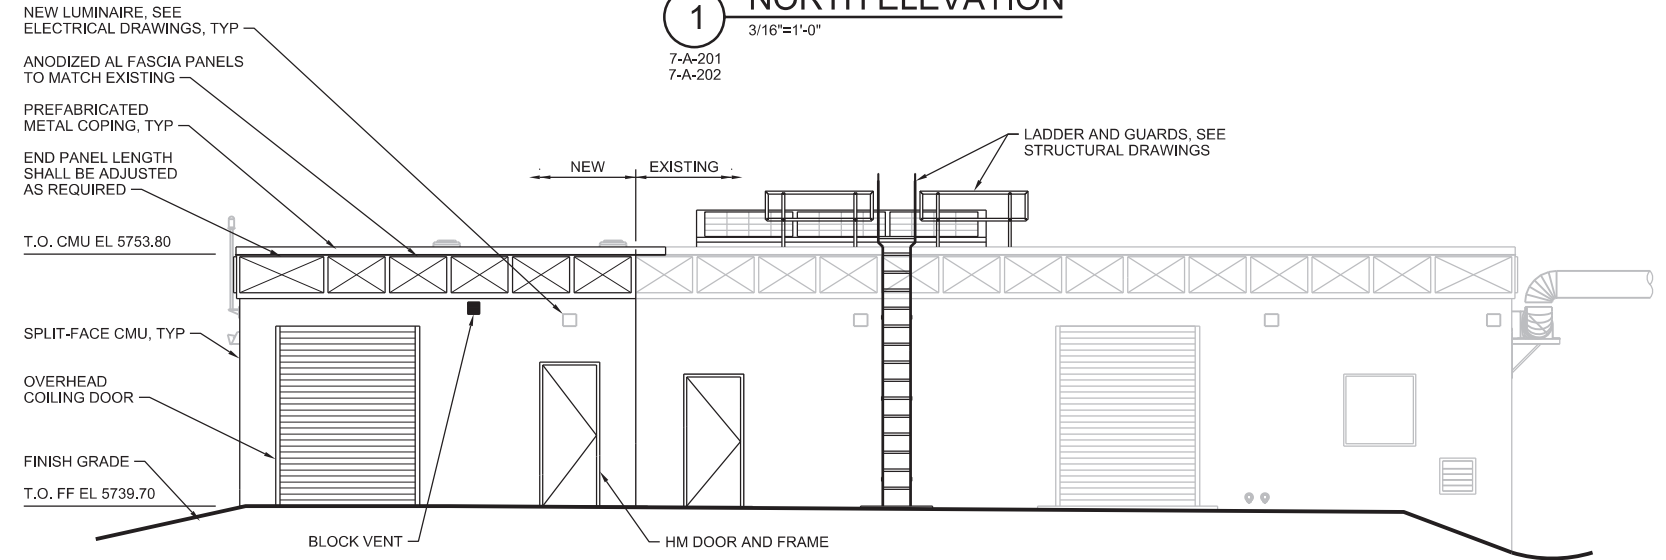 1
NORTH ELEVATION
3/16"=1'-0"
7-A-201
7-A-202
NEW LUMINAIRE, SEE
ELECTRICAL DRAWINGS, TYP
ANODIZED AL FASCIA PANELS
TO MATCH EXISTING
PREFABRICATED
METAL COPING, TYP
END PANEL LENGTH
SHALL BE ADJUSTED
AS REQUIRED
T.O. CMU EL 5753.80
SPLIT-FACE CMU, TYP
OVERHEAD
COILING DOOR
FINISH GRADE
T.O. FF EL 5739.70
NEW
EXISTING
LADDER AND GUARDS, SEE
STRUCTURAL DRAWINGS
BLOCK VENT
HM DOOR AND FRAME